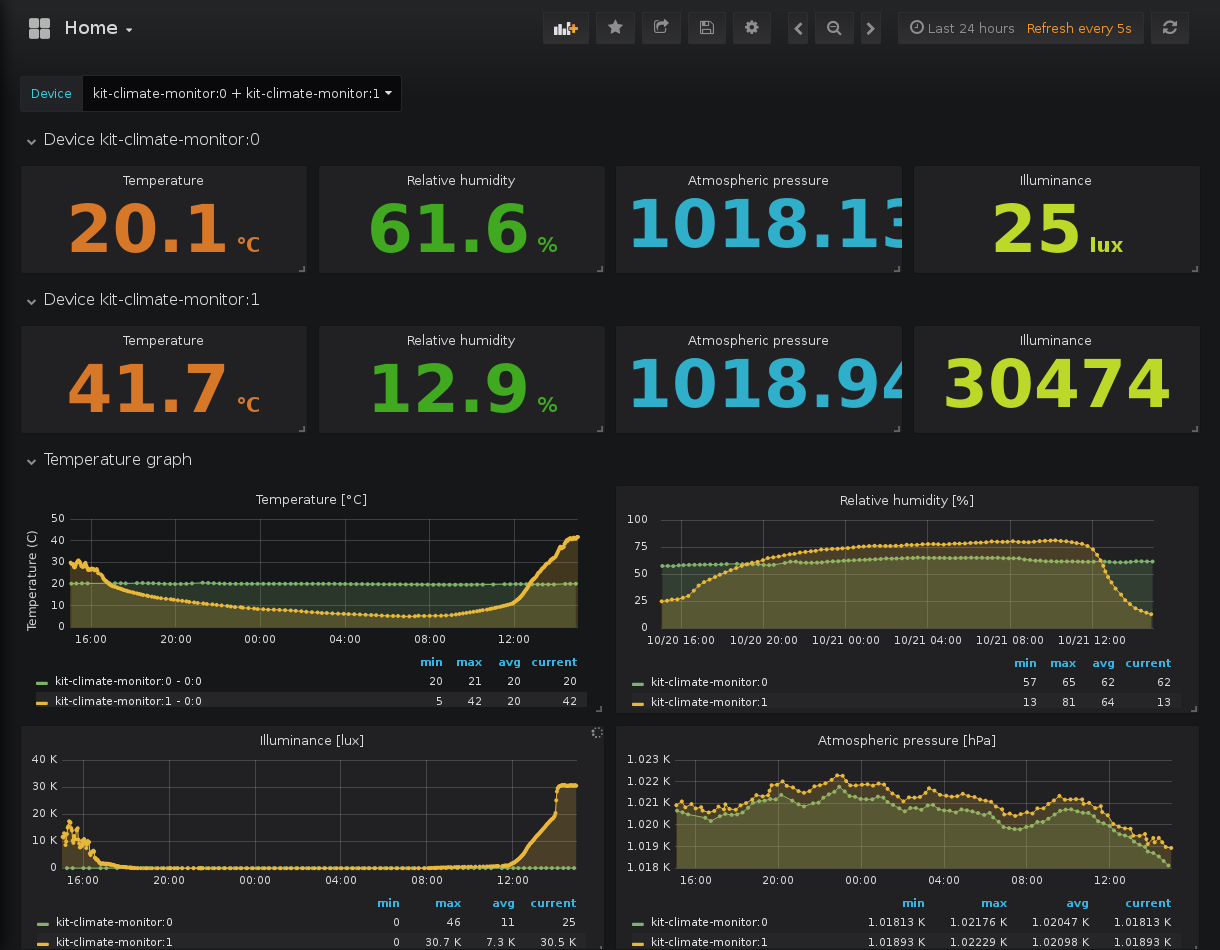 Home
Last 24 hours Refresh every 5s
Device kit-climate-monitor:0 + kit-climate-monitor:1
Device kit-climate-monitor:0
Temperature Relative humidity Atmospheric pressure Illuminance
20.1 °C 61.6 % 1018.13 25 lux
Device kit-climate-monitor:1
Temperature Relative humidity Atmospheric pressure Illuminance
41.7 °C 12.9 % 1018.94 30474
Temperature graph
Temperature [°C]
Temperature (C)
50
40
30
20
10
0
16:00 20:00 00:00 04:00 08:00 12:00
min max avg current
kit-climate-monitor:0 - 0:0 20 21 20 20
kit-climate-monitor:1 - 0:0 5 42 20 42
Relative humidity [%]
100
75
50
25
0
10/20 16:00 10/20 20:00 10/21 00:00 10/21 04:00 10/21 08:00 10/21 12:00
min max avg current
kit-climate-monitor:0 57 65 62 62
kit-climate-monitor:1 13 81 64 13
Illuminance [lux]
40 K
30 K
20 K
10 K
0
16:00 20:00 00:00 04:00 08:00 12:00
min max avg current
kit-climate-monitor:0 0 46 11 25
kit-climate-monitor:1 0 30.7 K 7.3 K 30.5 K
Atmospheric pressure [hPa]
1.023 K
1.022 K
1.021 K
1.020 K
1.019 K
1.018 K
16:00 20:00 00:00 04:00 08:00 12:00
min max avg current
kit-climate-monitor:0 1.01813 K 1.02176 K 1.02047 K 1.01813 K
kit-climate-monitor:1 1.01893 K 1.02229 K 1.02098 K 1.01893 K